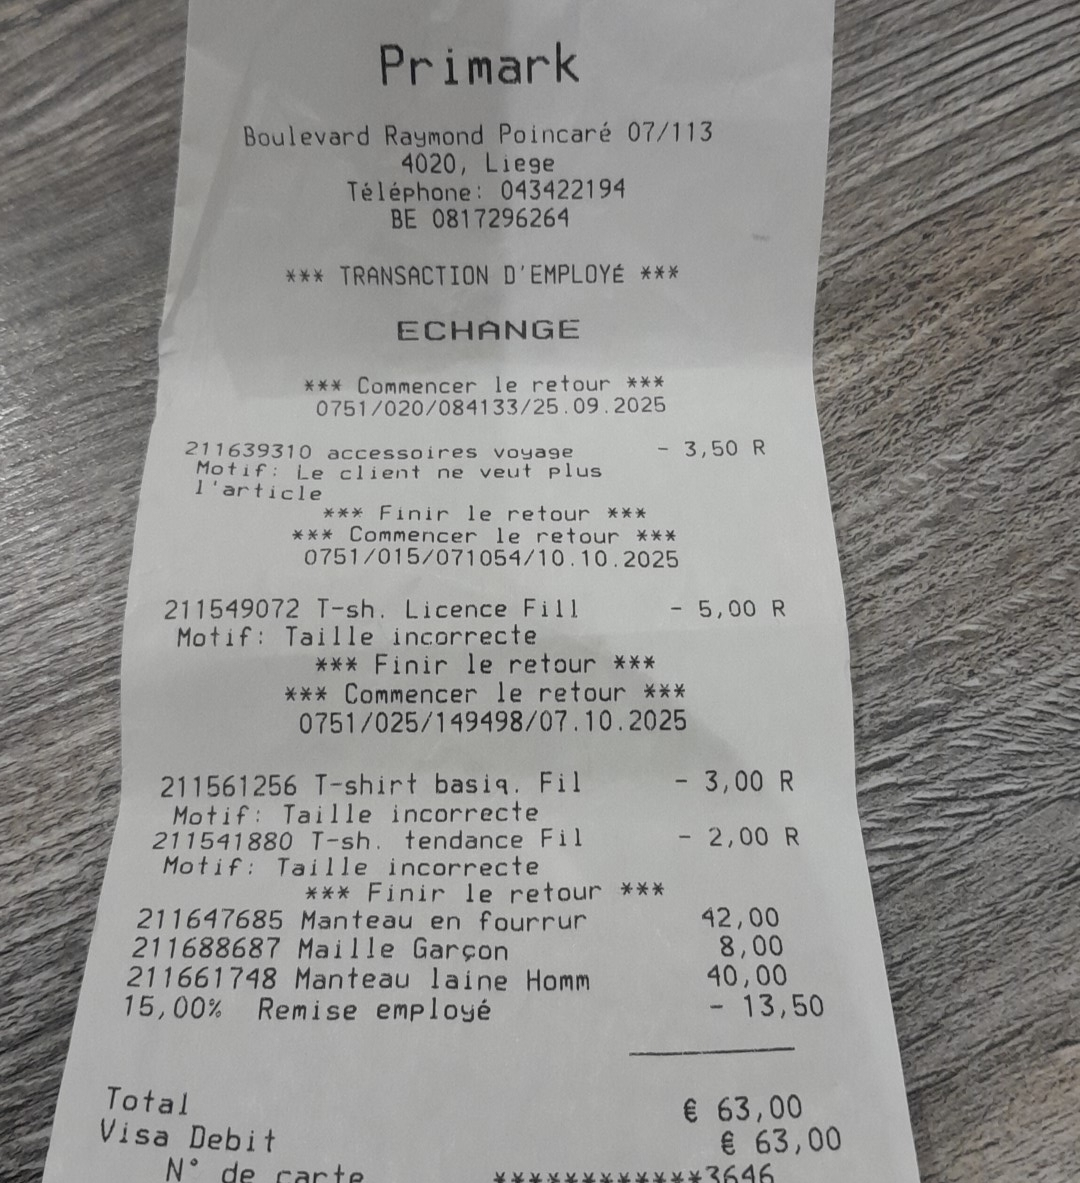 Primark
Boulevard Raymond Poincaré 07/113
4020, Liege
Téléphone: 043422194
BE 0817296264
*** TRANSACTION D'EMPLOYÉ ***
ECHANGE
*** Commencer le retour ***
0751/020/084133/25.09.2025
211639310 accessoires voyage - 3,50 R
Motif: Le client ne veut plus
l'article
*** Finir le retour ***
*** Commencer le retour ***
0751/015/071054/10.10.2025
211549072 T-sh. Licence Fill - 5,00 R
Motif: Taille incorrecte
*** Finir le retour ***
*** Commencer le retour ***
0751/025/149498/07.10.2025
211561256 T-shirt basiq. Fil - 3,00 R
Motif: Taille incorrecte
211541880 T-sh. tendance Fil - 2,00 R
Motif: Taille incorrecte
*** Finir le retour ***
211647685 Manteau en fourrur 42,00
211688687 Maille Garçon 8,00
211661748 Manteau laine Homm 40,00
15,00% Remise employé - 13,50
Total € 63,00
Visa Debit € 63,00
N° de carte ************3646